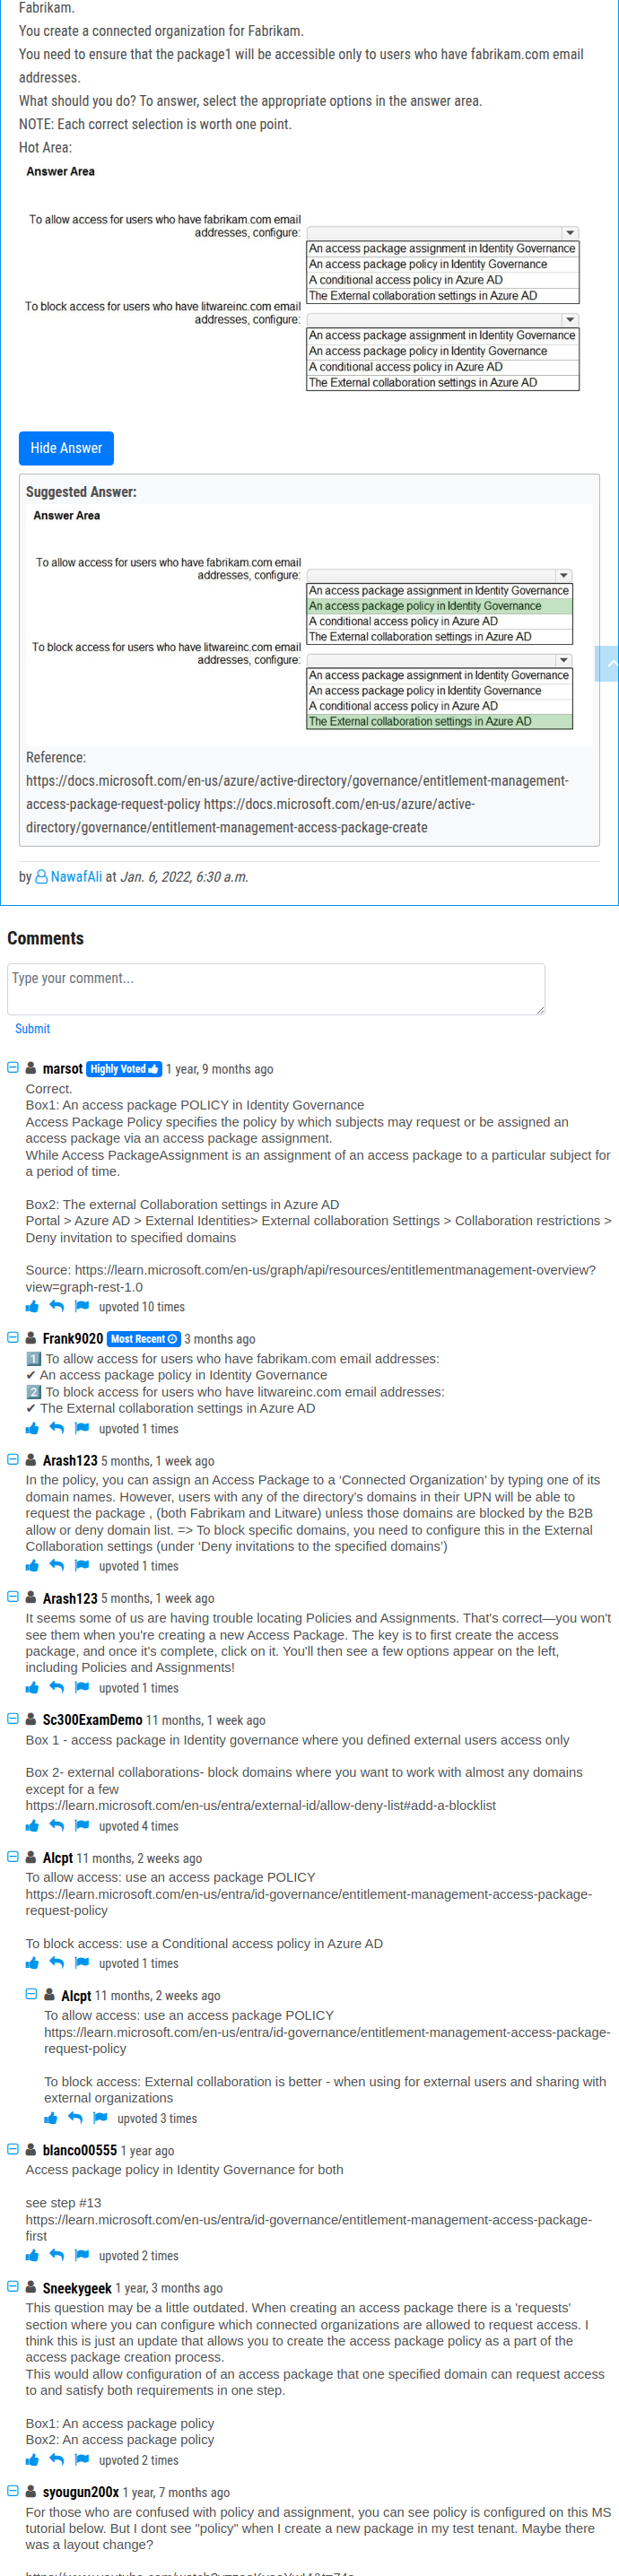 Fabrikam.
You create a connected organization for Fabrikam.
You need to ensure that the package1 will be accessible only to users who have fabrikam.com email
addresses.
What should you do? To answer, select the appropriate options in the answer area.
NOTE: Each correct selection is worth one point.
Hot Area:
Answer Area
To allow access for users who have fabrikam.com email
addresses, configure:
An access package assignment in Identity Governance
An access package policy in Identity Governance
A conditional access policy in Azure AD
The External collaboration settings in Azure AD
To block access for users who have litwareinc.com email
addresses, configure:
An access package assignment in Identity Governance
An access package policy in Identity Governance
A conditional access policy in Azure AD
The External collaboration settings in Azure AD
Hide Answer
Suggested Answer:
Answer Area
To allow access for users who have fabrikam.com email
addresses, configure:
An access package assignment in Identity Governance
An access package policy in Identity Governance
A conditional access policy in Azure AD
The External collaboration settings in Azure AD
To block access for users who have litwareinc.com email
addresses, configure:
An access package assignment in Identity Governance
An access package policy in Identity Governance
A conditional access policy in Azure AD
The External collaboration settings in Azure AD
Reference:
https://docs.microsoft.com/en-us/azure/active-directory/governance/entitlement-management-
access-package-request-policy https://docs.microsoft.com/en-us/azure/active-
directory/governance/entitlement-management-access-package-create
by NawafAli at Jan. 6, 2022, 6:30 a.m.
Comments
Type your comment...
Submit
marsot Highly Voted 1 year, 9 months ago
Correct.
Box1: An access package POLICY in Identity Governance
Access Package Policy specifies the policy by which subjects may request or be assigned an
access package via an access package assignment.
While Access PackageAssignment is an assignment of an access package to a particular subject for
a period of time.
Box2: The external Collaboration settings in Azure AD
Portal > Azure AD > External Identities> External collaboration Settings > Collaboration restrictions >
Deny invitation to specified domains
Source: https://learn.microsoft.com/en-us/graph/api/resources/entitlementmanagement-overview?
view=graph-rest-1.0
upvoted 10 times
Frank9020 Most Recent 3 months ago
1️⃣ To allow access for users who have fabrikam.com email addresses:
✔ An access package policy in Identity Governance
2️⃣ To block access for users who have litwareinc.com email addresses:
✔ The External collaboration settings in Azure AD
upvoted 1 times
Arash123 5 months, 1 week ago
In the policy, you can assign an Access Package to a ‘Connected Organization’ by typing one of its
domain names. However, users with any of the directory’s domains in their UPN will be able to
request the package , (both Fabrikam and Litware) unless those domains are blocked by the B2B
allow or deny domain list. => To block specific domains, you need to configure this in the External
Collaboration settings (under ‘Deny invitations to the specified domains’)
upvoted 1 times
Arash123 5 months, 1 week ago
It seems some of us are having trouble locating Policies and Assignments. That's correct—you won't
see them when you're creating a new Access Package. The key is to first create the access
package, and once it's complete, click on it. You'll then see a few options appear on the left,
including Policies and Assignments!
upvoted 1 times
Sc300ExamDemo 11 months, 1 week ago
Box 1 - access package in Identity governance where you defined external users access only
Box 2- external collaborations- block domains where you want to work with almost any domains
except for a few
https://learn.microsoft.com/en-us/entra/external-id/allow-deny-list#add-a-blocklist
upvoted 4 times
Alcpt 11 months, 2 weeks ago
To allow access: use an access package POLICY
https://learn.microsoft.com/en-us/entra/id-governance/entitlement-management-access-package-
request-policy
To block access: use a Conditional access policy in Azure AD
upvoted 1 times
Alcpt 11 months, 2 weeks ago
To allow access: use an access package POLICY
https://learn.microsoft.com/en-us/entra/id-governance/entitlement-management-access-package-
request-policy
To block access: External collaboration is better - when using for external users and sharing with
external organizations
upvoted 3 times
blanco00555 1 year ago
Access package policy in Identity Governance for both
see step #13
https://learn.microsoft.com/en-us/entra/id-governance/entitlement-management-access-package-
first
upvoted 2 times
Sneekygeek 1 year, 3 months ago
This question may be a little outdated. When creating an access package there is a 'requests'
section where you can configure which connected organizations are allowed to request access. I
think this is just an update that allows you to create the access package policy as a part of the
access package creation process.
This would allow configuration of an access package that one specified domain can request access
to and satisfy both requirements in one step.
Box1: An access package policy
Box2: An access package policy
upvoted 2 times
syougun200x 1 year, 7 months ago
For those who are confused with policy and assignment, you can see policy is configured on this MS
tutorial below. But I dont see "policy" when I create a new package in my test tenant. Maybe there
was a layout change?